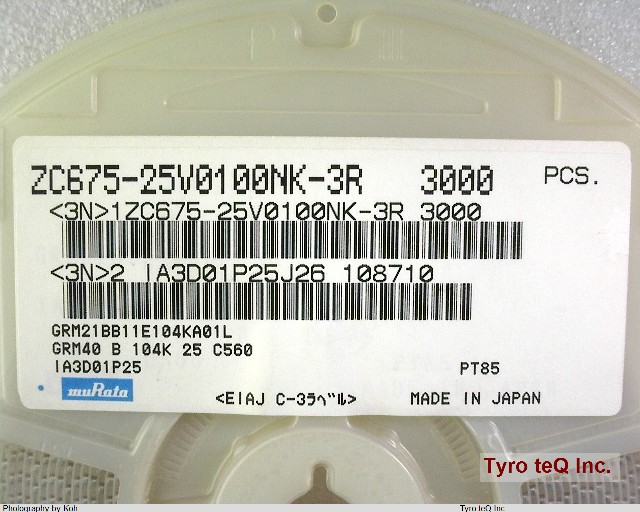 ZC675-25V0100NK-3R 3000 PCS.
<3N>1ZC675-25V0100NK-3R 3000
<3N>2 IA3D01P25J26 108710
GRM21BB11E104KA01L
GRM40 B 104K 25 C560
IA3D01P25 PT85
muRata <EIAJ C-3ﾗﾍﾞﾙ> MADE IN JAPAN
Tyro teQ Inc.
Photography by Koh Tyro teQ Inc